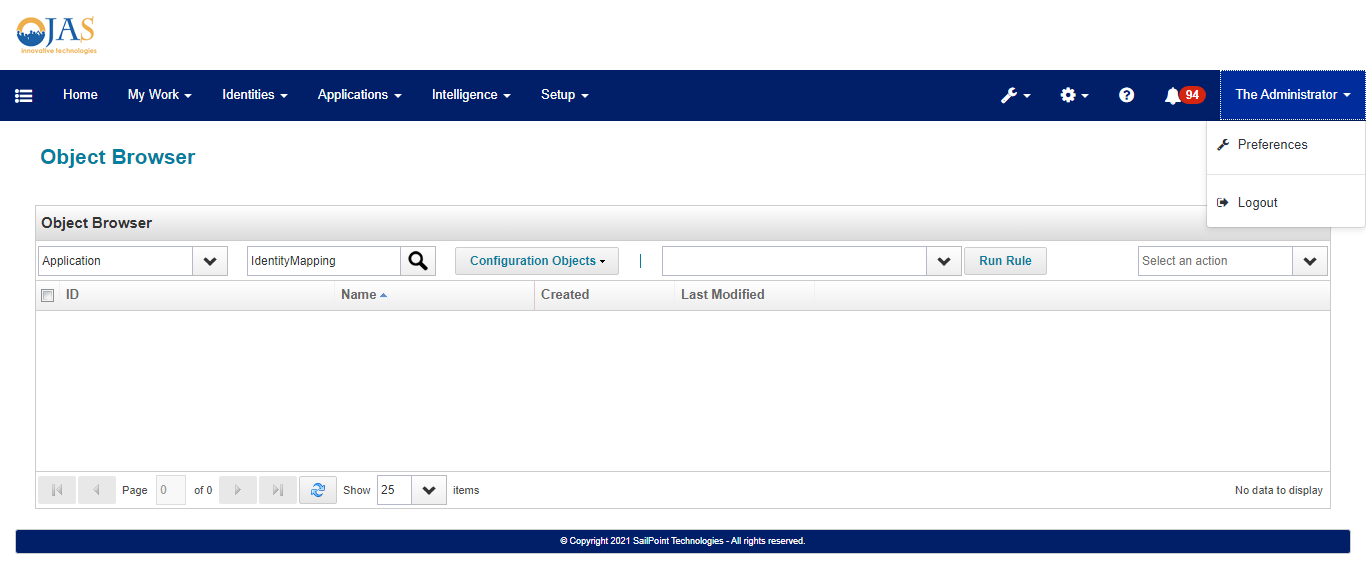 OJAS
innovative technologies
Home My Work Identities Applications Intelligence Setup 94 The Administrator
Preferences
Logout
Object Browser
Object Browser
Application IdentityMapping Configuration Objects | Run Rule Select an action
ID Name Created Last Modified
Page 0 of 0 Show 25 items No data to display
© Copyright 2021 SailPoint Technologies - All rights reserved.